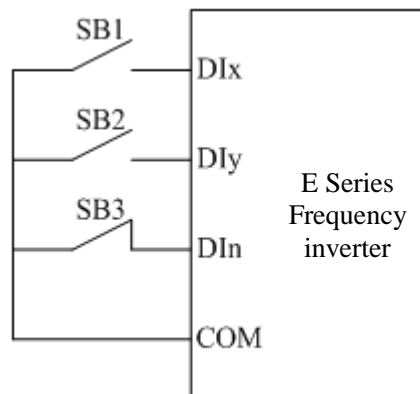 SB1
DIx
SB2
DIy
SB3
DIn
COM
E Series
Frequency
inverter